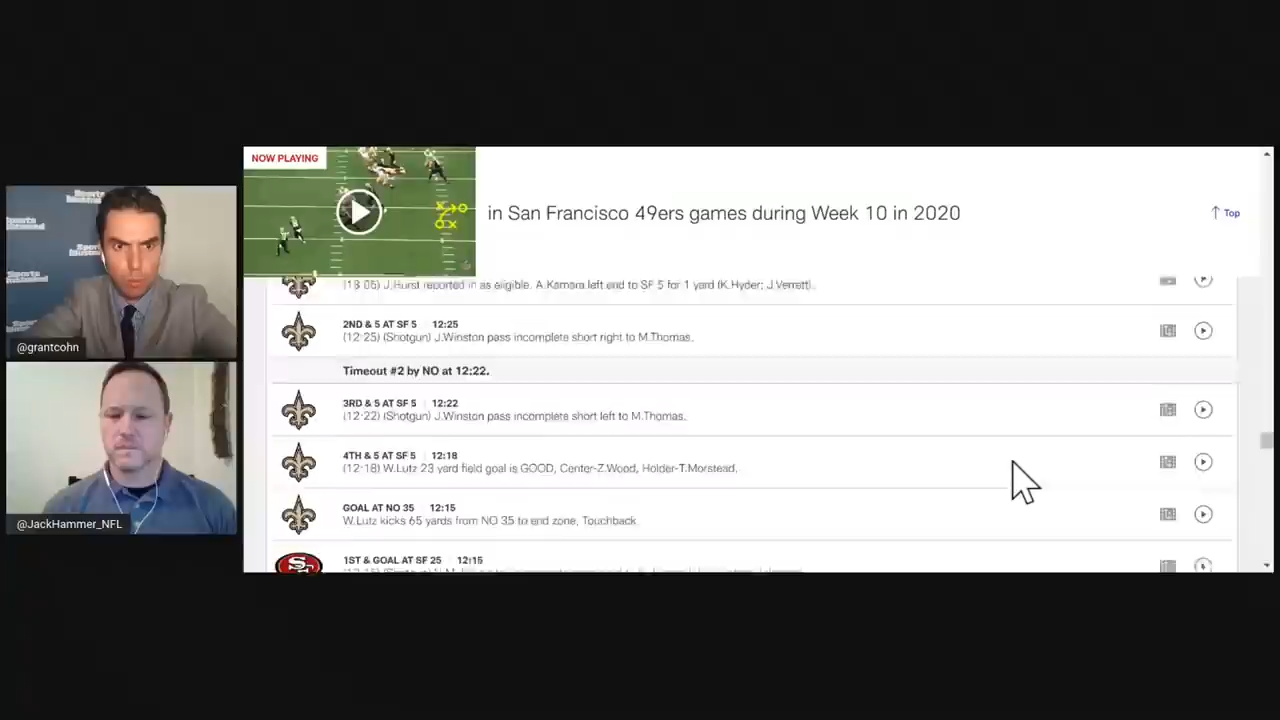 NOW PLAYING
in San Francisco 49ers games during Week 10 in 2020
Top
J.Hurst reported in as eligible. A.Kamara left end to SF 5 for 1 yard (K.Hyder; J.Verrett).
2ND & 5 AT SF 5 12:25
(12:25) (Shotgun) J.Winston pass incomplete short right to M.Thomas.
Timeout #2 by NO at 12:22.
3RD & 5 AT SF 5 12:22
(12:22) (Shotgun) J.Winston pass incomplete short left to M.Thomas.
4TH & 5 AT SF 5 12:18
(12:18) W.Lutz 23 yard field goal is GOOD, Center-Z.Wood, Holder-T.Morstead.
GOAL AT NO 35 12:15
W.Lutz kicks 65 yards from NO 35 to end zone, Touchback.
1ST & GOAL AT SF 25 12:15
Sports
Illustrated
@grantcohn
@JackHammer_NFL